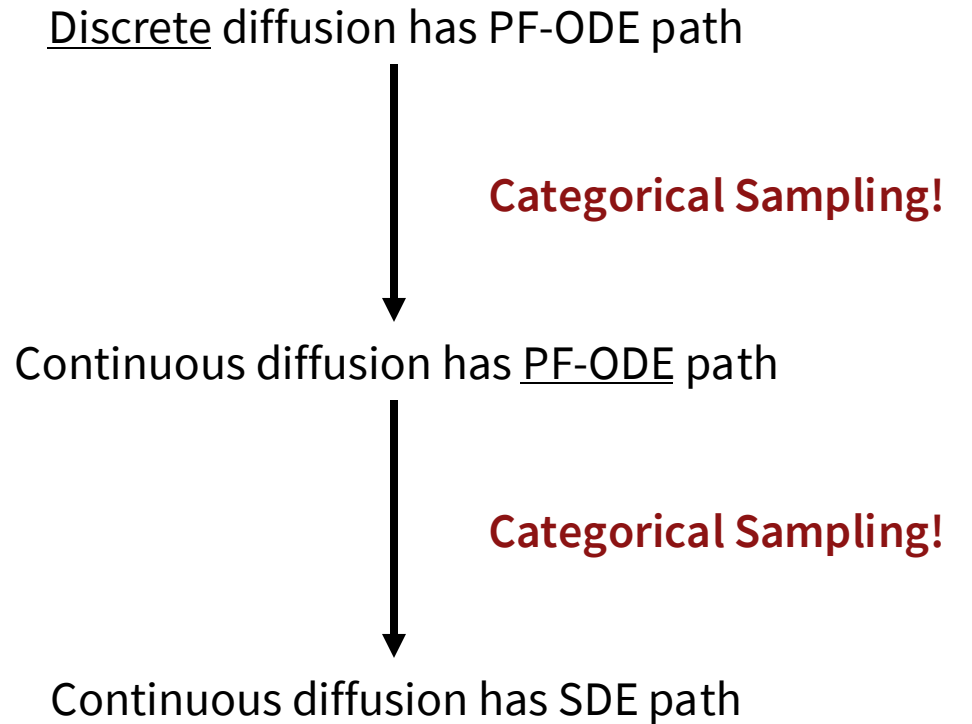 Discrete diffusion has PF-ODE path
Categorical Sampling!
Continuous diffusion has PF-ODE path
Categorical Sampling!
Continuous diffusion has SDE path